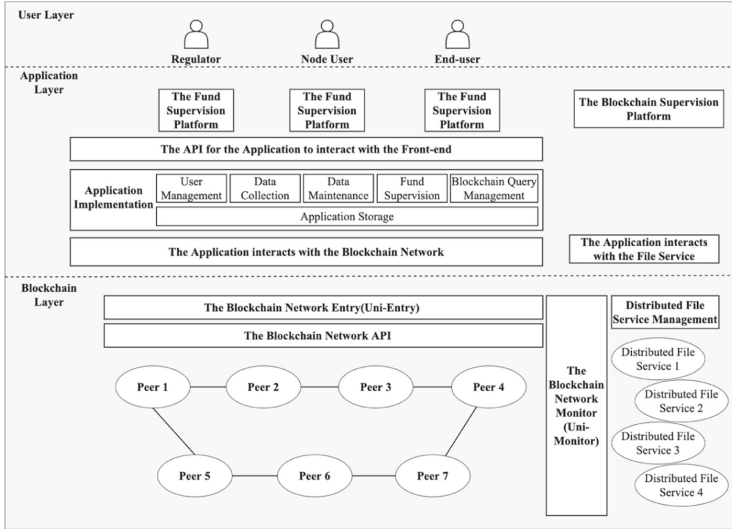 User Layer
Regulator
Node User
End-user
Application
Layer
The Fund
Supervision
Platform
The Fund
Supervision
Platform
The Fund
Supervision
Platform
The Blockchain Supervision
Platform
The API for the Application to interact with the Front-end
Application
Implementation
User
Management
Data
Collection
Data
Maintenance
Fund
Supervision
Blockchain Query
Management
Application Storage
The Application interacts with the Blockchain Network
The Application interacts
with the File Service
Blockchain
Layer
The Blockchain Network Entry(Uni-Entry)
The Blockchain Network API
Peer 1
Peer 2
Peer 3
Peer 4
Peer 5
Peer 6
Peer 7
The
Blockchain
Network
Monitor
(Uni-
Monitor)
Distributed File
Service Management
Distributed File
Service 1
Distributed File
Service 2
Distributed File
Service 3
Distributed File
Service 4